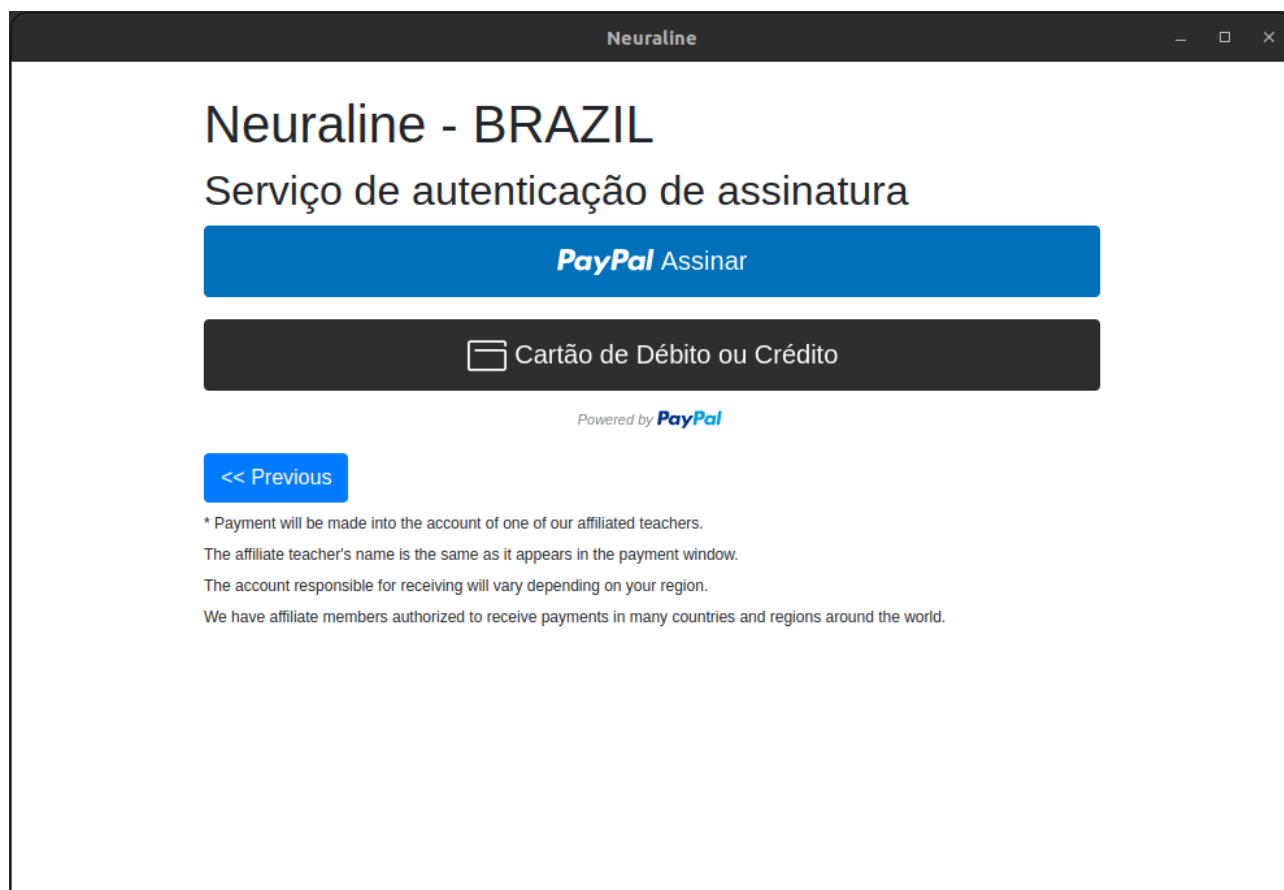 Neuraline
Neuraline - BRAZIL
Serviço de autenticação de assinatura
PayPal Assinar
Cartão de Débito ou Crédito
Powered by PayPal
<< Previous
* Payment will be made into the account of one of our affiliated teachers.
The affiliate teacher's name is the same as it appears in the payment window.
The account responsible for receiving will vary depending on your region.
We have affiliate members authorized to receive payments in many countries and regions around the world.